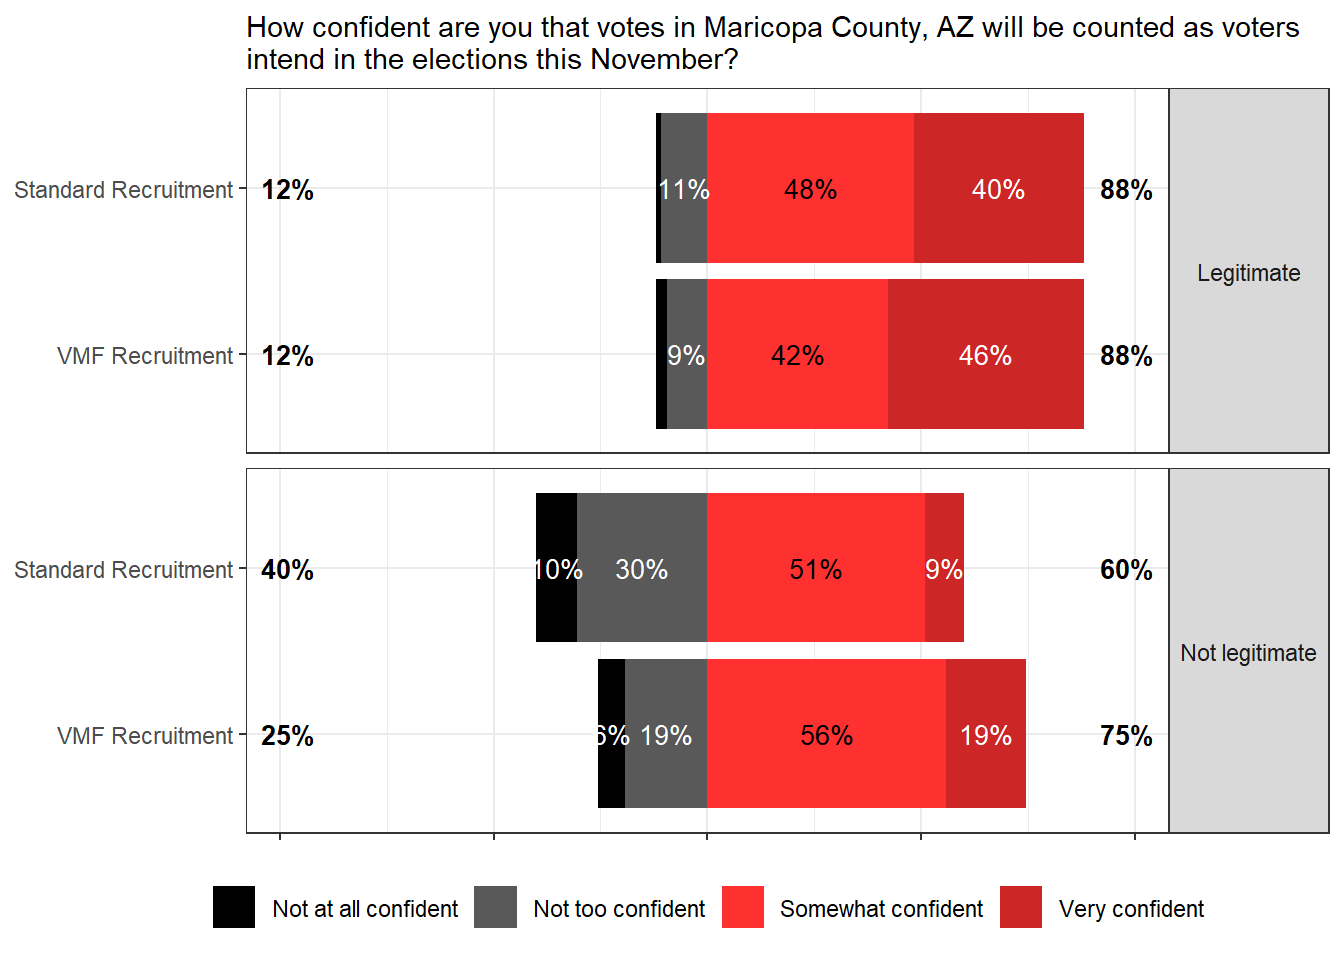 How confident are you that votes in Maricopa County, AZ will be counted as voters
intend in the elections this November?
Standard Recruitment 12% 11% 48% 40% 88%
Legitimate
VMF Recruitment 12% 9% 42% 46% 88%
Standard Recruitment 40% 10% 30% 51% 9% 60%
Not legitimate
VMF Recruitment 25% 6% 19% 56% 19% 75%
Not at all confident Not too confident Somewhat confident Very confident